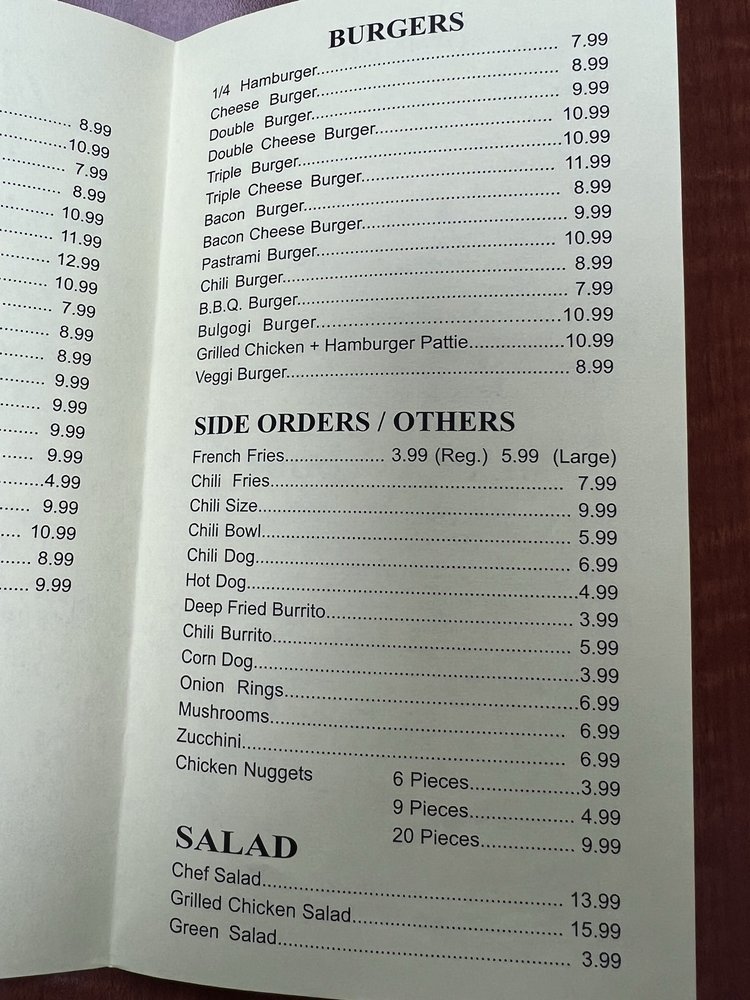 8.99
10.99
7.99
8.99
10.99
11.99
12.99
10.99
7.99
8.99
8.99
9.99
9.99
9.99
9.99
4.99
9.99
10.99
8.99
9.99
BURGERS
1/4 Hamburger 7.99
Cheese Burger 8.99
Double Burger 9.99
Double Cheese Burger 10.99
Triple Burger 10.99
Triple Cheese Burger 11.99
Bacon Burger 8.99
Bacon Cheese Burger 9.99
Pastrami Burger 10.99
Chili Burger 8.99
B.B.Q. Burger 7.99
Bulgogi Burger 10.99
Grilled Chicken + Hamburger Pattie 10.99
Veggi Burger 8.99
SIDE ORDERS / OTHERS
French Fries 3.99 (Reg.) 5.99 (Large)
Chili Fries 7.99
Chili Size 9.99
Chili Bowl 5.99
Chili Dog 6.99
Hot Dog 4.99
Deep Fried Burrito 3.99
Chili Burrito 5.99
Corn Dog 3.99
Onion Rings 6.99
Mushrooms 6.99
Zucchini 6.99
Chicken Nuggets 6 Pieces 3.99
9 Pieces 4.99
20 Pieces 9.99
SALAD
Chef Salad 13.99
Grilled Chicken Salad 15.99
Green Salad 3.99